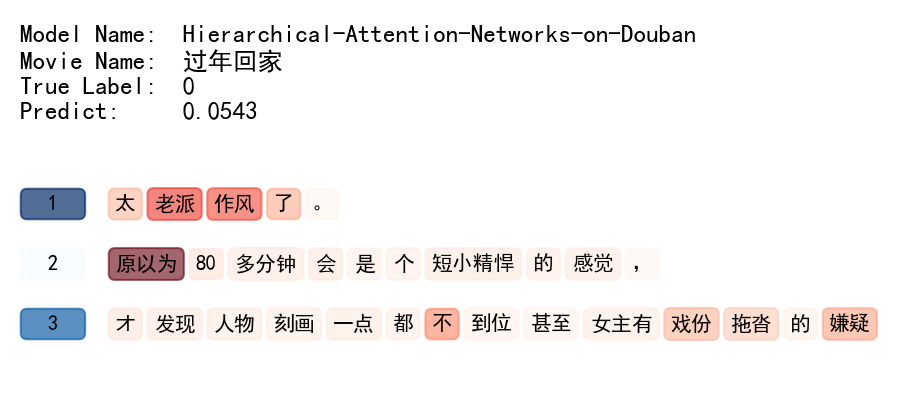 Model Name: Hierarchical-Attention-Networks-on-Douban
Movie Name: 过年回家
True Label: 0
Predict: 0.0543
1 太 老派 作风 了 。
2 原以为 80 多分钟 会 是 个 短小精悍 的 感觉 ，
3 才 发现 人物 刻画 一点 都 不 到位 甚至 女主有 戏份 拖沓 的 嫌疑